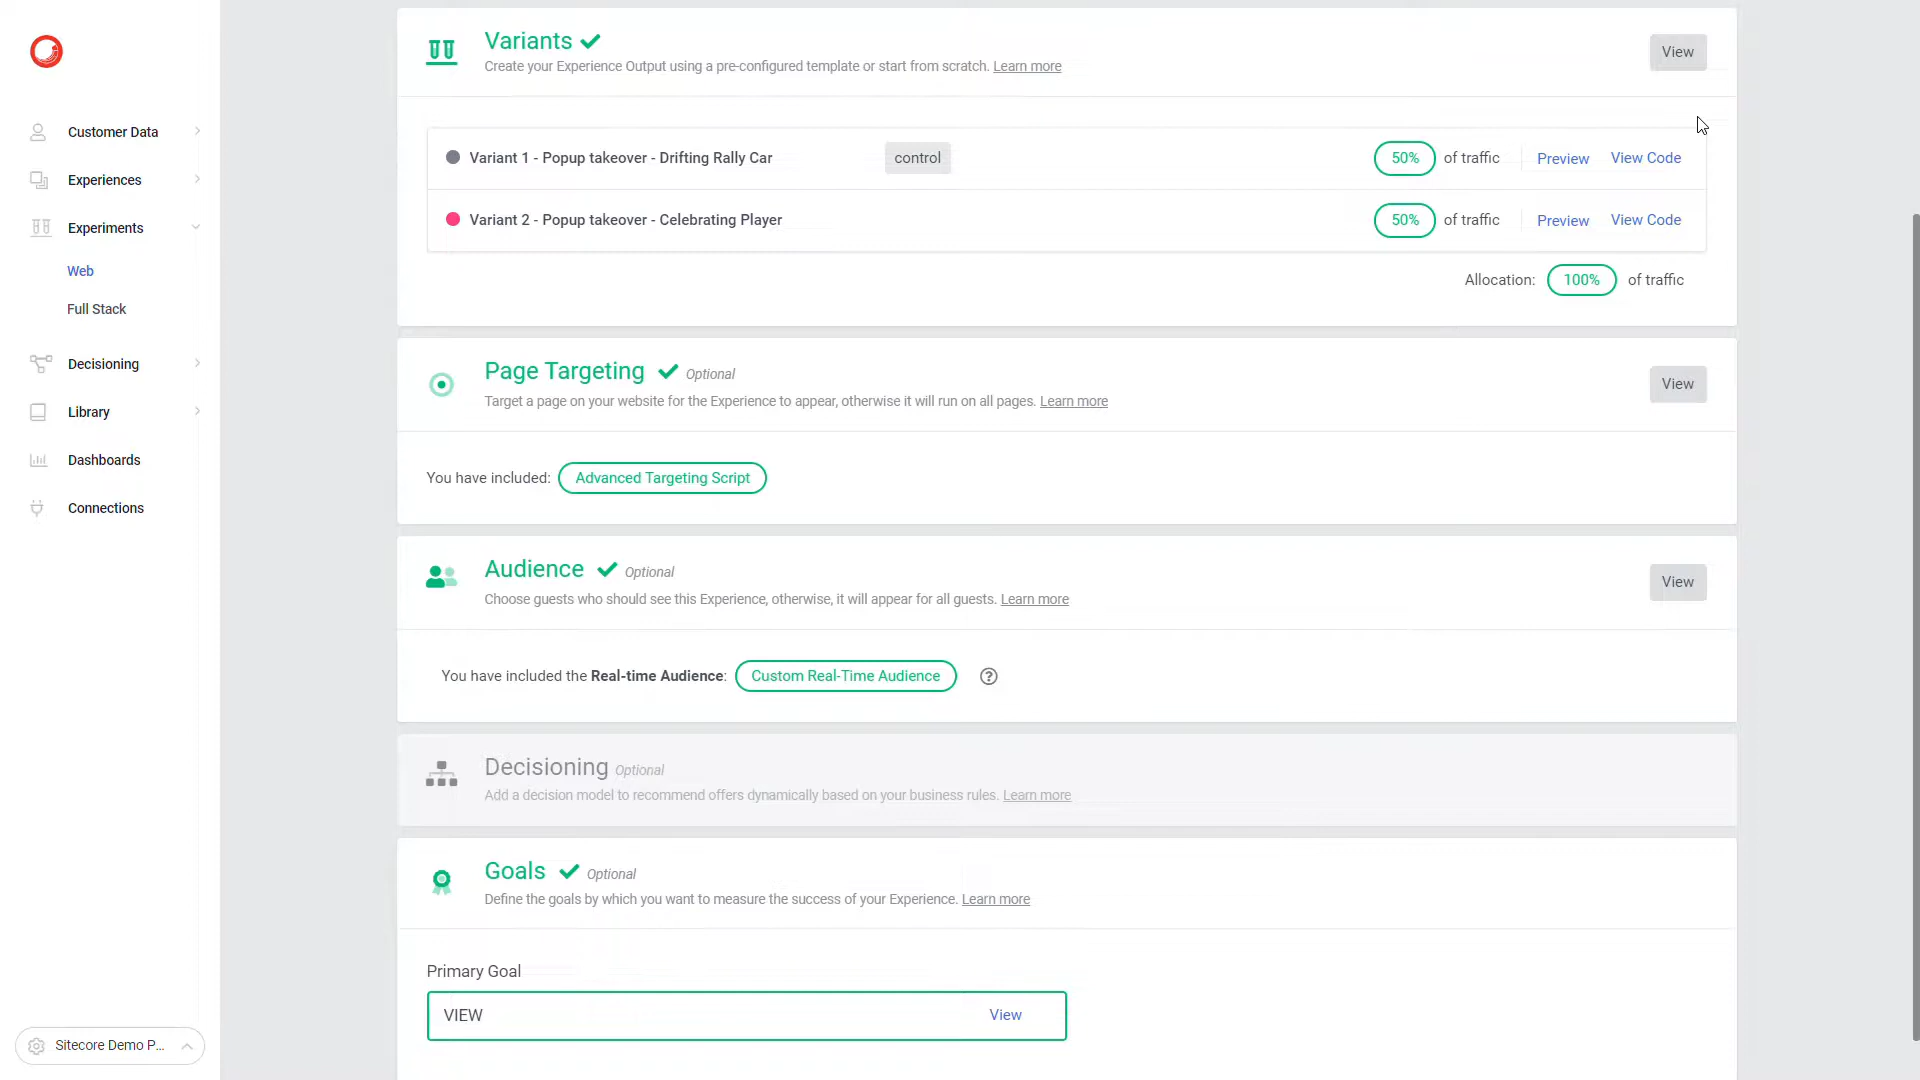 Variants
Create your Experience Output using a pre-configured template or start from scratch. Learn more
View
Customer Data
Experiences
Experiments
Web
Full Stack
Decisioning
Library
Dashboards
Connections
Variant 1 - Popup takeover - Drifting Rally Car control 50% of traffic Preview View Code
Variant 2 - Popup takeover - Celebrating Player 50% of traffic Preview View Code
Allocation: 100% of traffic
Page Targeting Optional
Target a page on your website for the Experience to appear, otherwise it will run on all pages. Learn more
View
You have included: Advanced Targeting Script
Audience Optional
Choose guests who should see this Experience, otherwise, it will appear for all guests. Learn more
View
You have included the Real-time Audience: Custom Real-Time Audience ?
Decisioning Optional
Add a decision model to recommend offers dynamically based on your business rules. Learn more
Goals Optional
Define the goals by which you want to measure the success of your Experience. Learn more
Primary Goal
VIEW View
Sitecore Demo P...